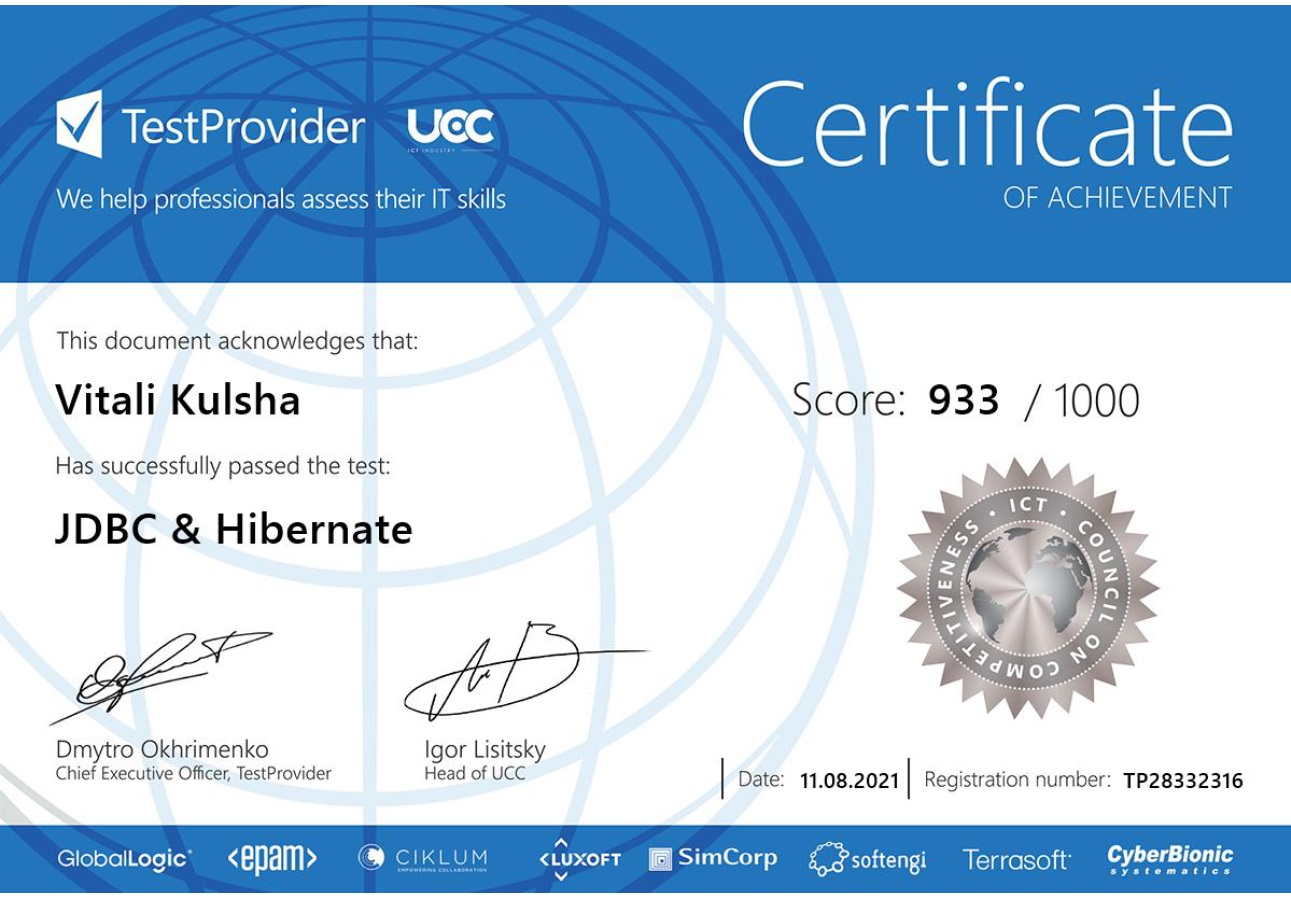 TestProvider
UCC
ICT INDUSTRY
We help professionals assess their IT skills
Certificate
OF ACHIEVEMENT
This document acknowledges that:
Vitali Kulsha
Score: 933 / 1000
Has successfully passed the test:
JDBC & Hibernate
ICT · COUNCIL ON COMPETITIVENESS ·
Dmytro Okhrimenko
Chief Executive Officer, TestProvider
Igor Lisitsky
Head of UCC
Date: 11.08.2021
Registration number: TP28332316
GlobalLogic
<epam>
CIKLUM
EMPOWERING COLLABORATION
LUXOFT
SimCorp
softengi
Terrasoft
CyberBionic
systematics